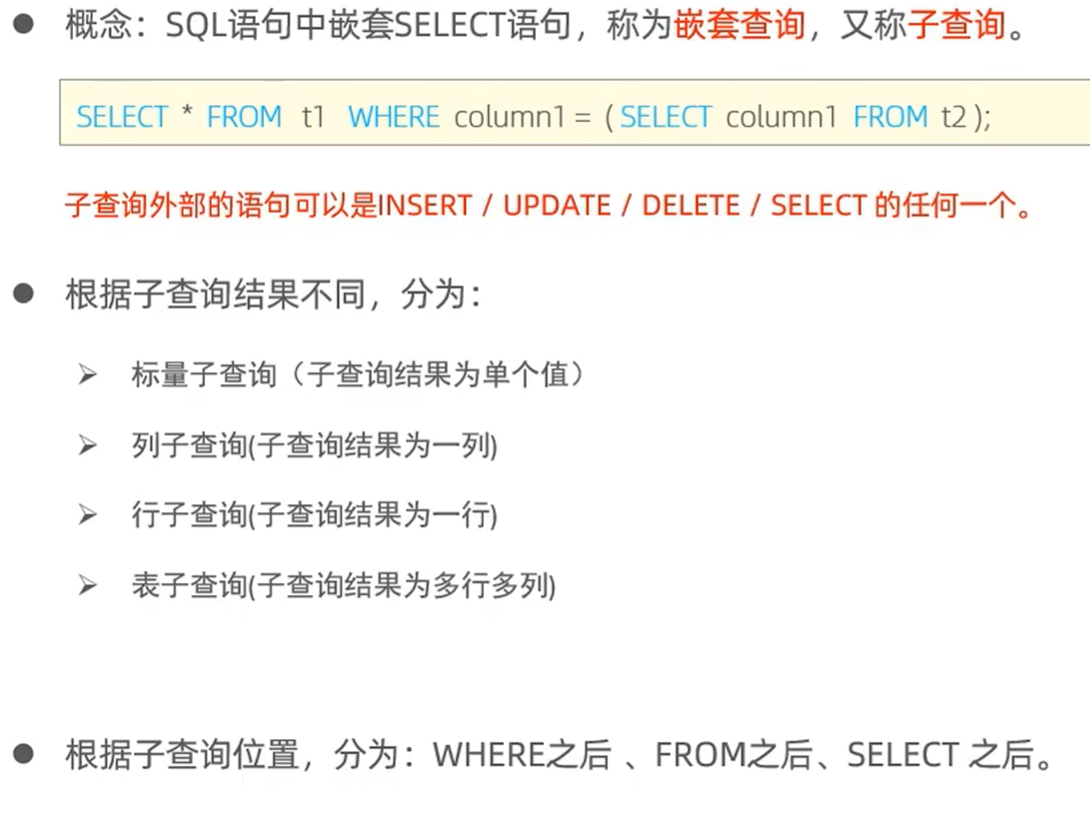 概念：SQL语句中嵌套SELECT语句，称为嵌套查询，又称子查询。
SELECT * FROM t1 WHERE column1 = ( SELECT column1 FROM t2 );
子查询外部的语句可以是INSERT / UPDATE / DELETE / SELECT 的任何一个。
根据子查询结果不同，分为：
标量子查询（子查询结果为单个值）
列子查询(子查询结果为一列)
行子查询(子查询结果为一行)
表子查询(子查询结果为多行多列)
根据子查询位置，分为：WHERE之后 、FROM之后、SELECT 之后。